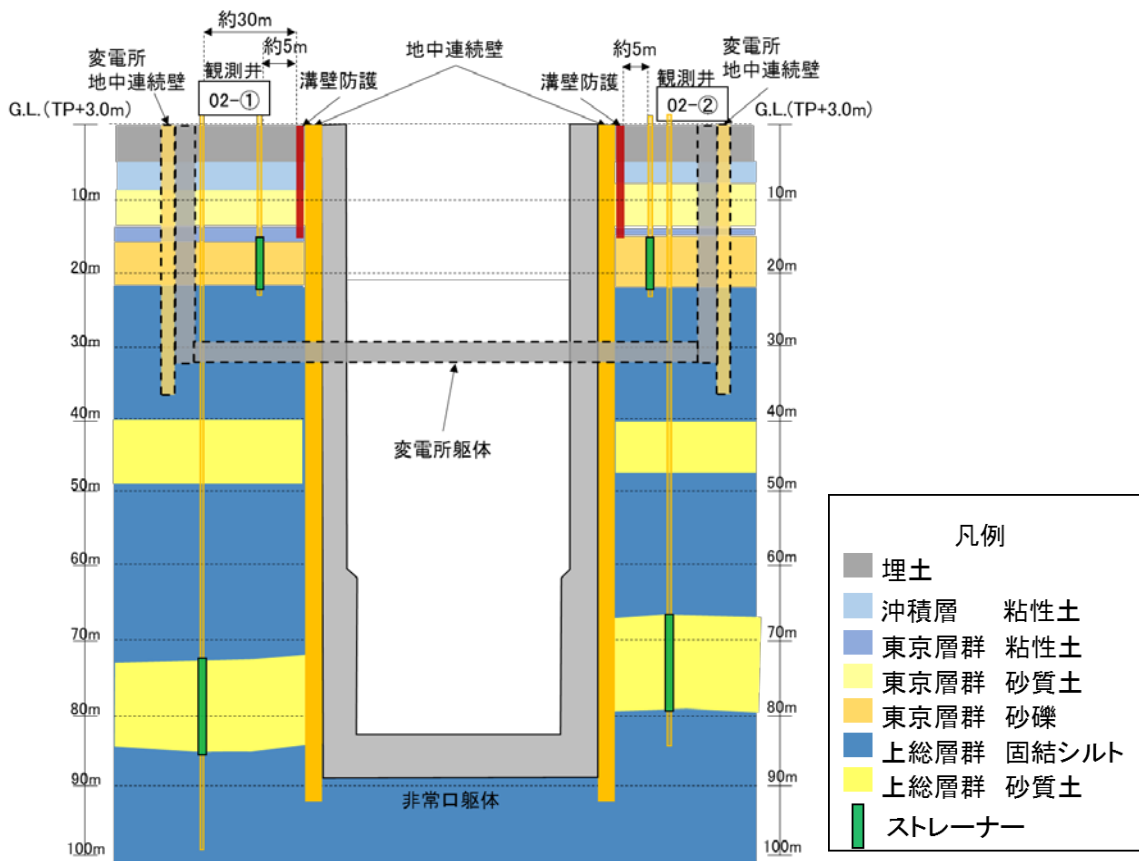 約30m
約5m
変電所
地中連続壁
観測井
02-①
溝壁防護
地中連続壁
溝壁防護
約5m
観測井
02-②
変電所
地中連続壁
G.L.(TP+3.0m)
G.L.(TP+3.0m)
10m
10m
20m
20m
30m
30m
40m
40m
変電所躯体
50m
50m
60m
60m
70m
70m
80m
80m
90m
90m
非常口躯体
100m
100m
凡例
埋土
沖積層 粘性土
東京層群 粘性土
東京層群 砂質土
東京層群 砂礫
上総層群 固結シルト
上総層群 砂質土
ストレーナー